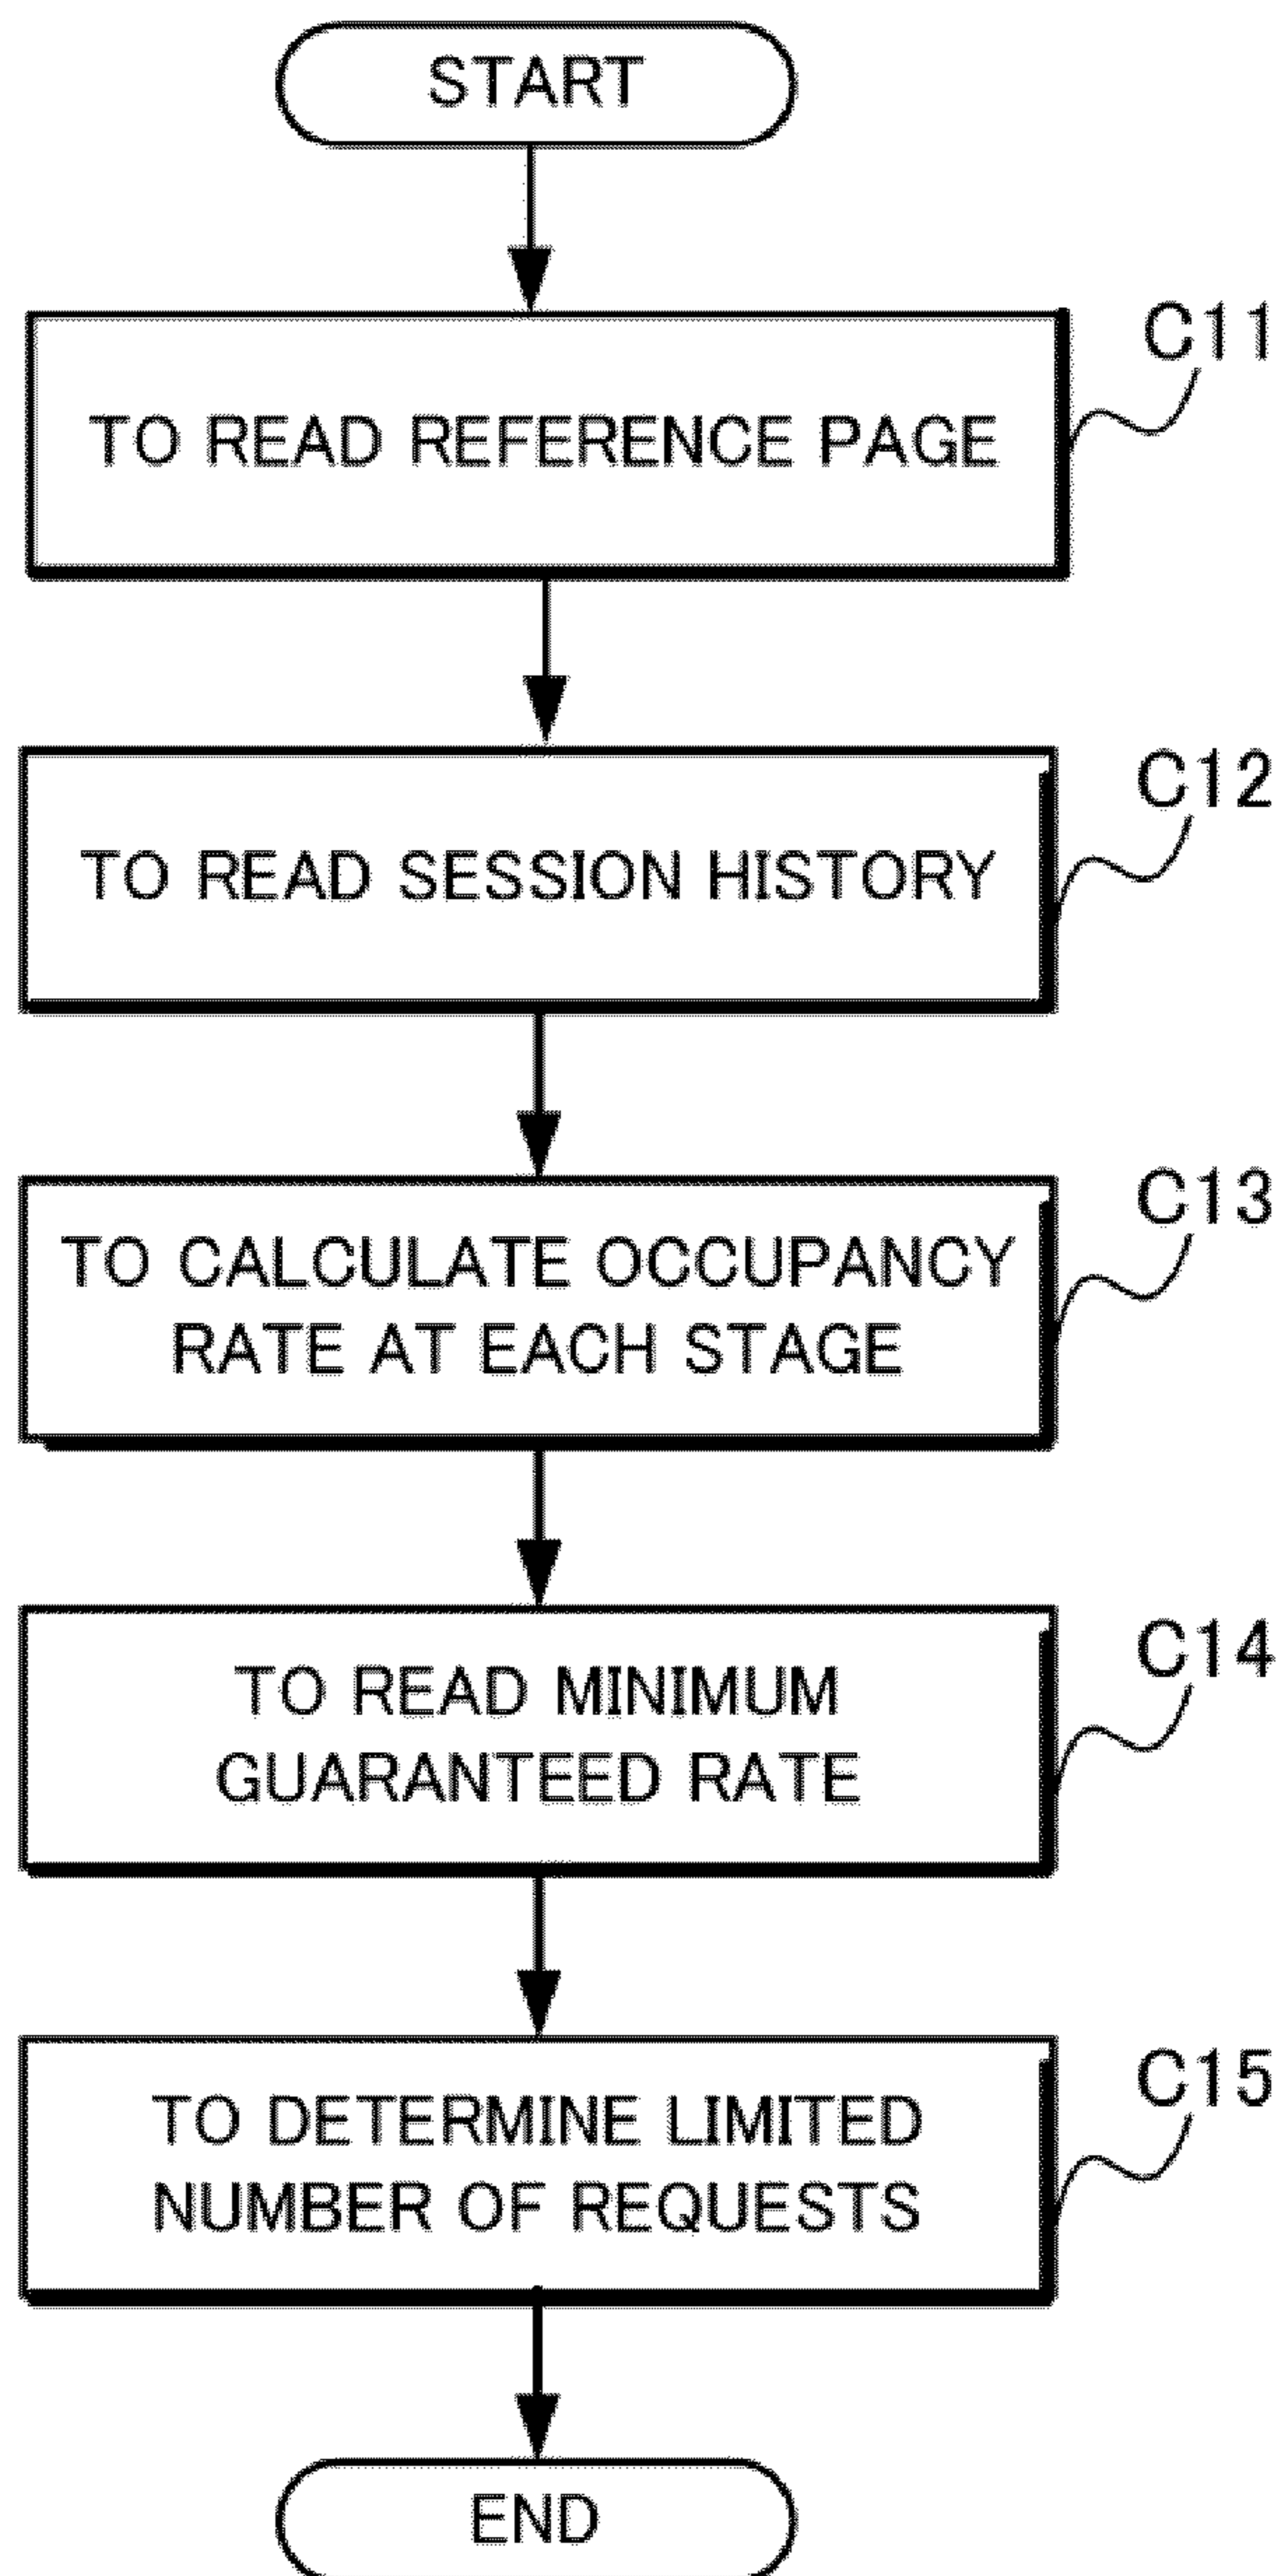 START
C11
TO READ REFERENCE PAGE
C12
TO READ SESSION HISTORY
C13
TO CALCULATE OCCUPANCY
RATE AT EACH STAGE
C14
TO READ MINIMUM
GUARANTEED RATE
C15
TO DETERMINE LIMITED
NUMBER OF REQUESTS
END